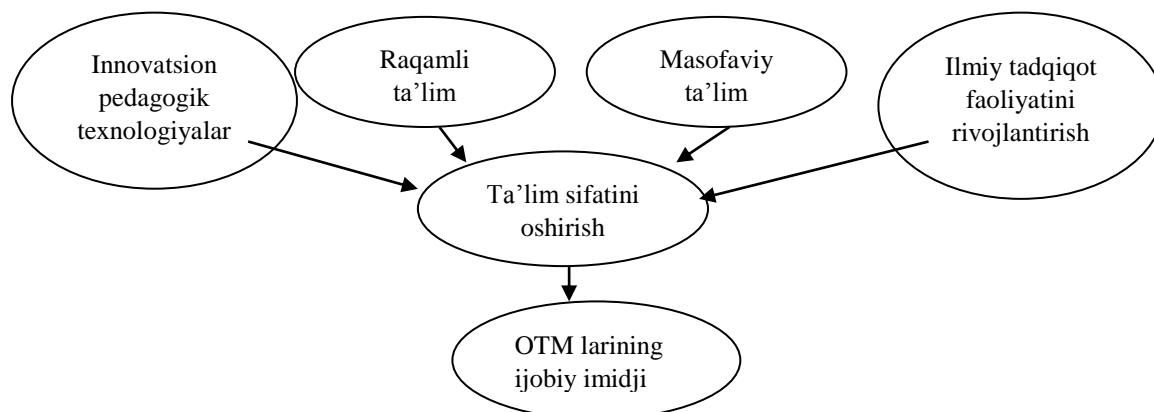 Innovatsion
pedagogik
texnologiyalar
Raqamli
ta’lim
Masofaviy
ta’lim
Ilmiy tadqiqot
faoliyatini
rivojlantirish
Ta’lim sifatini
oshirish
OTM larining
ijobiy imidji